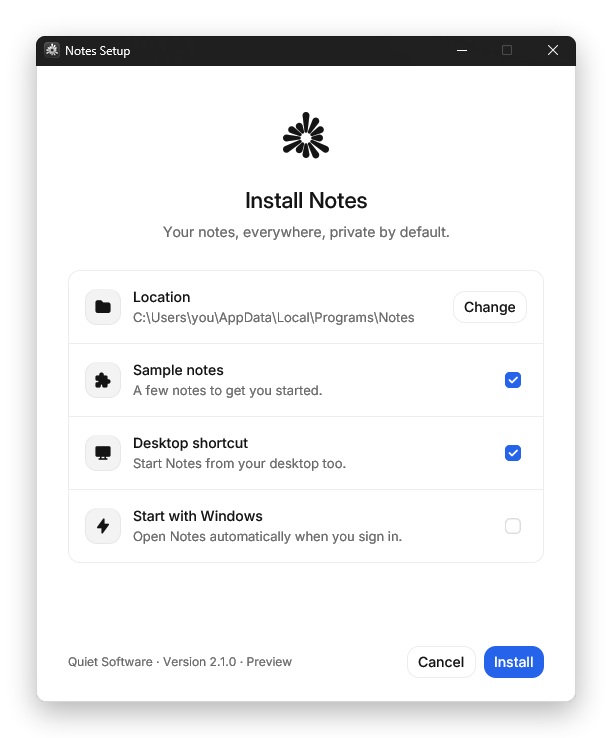 Notes Setup
Install Notes
Your notes, everywhere, private by default.
Location
C:\Users\you\AppData\Local\Programs\Notes
Change
Sample notes
A few notes to get you started.
Desktop shortcut
Start Notes from your desktop too.
Start with Windows
Open Notes automatically when you sign in.
Quiet Software · Version 2.1.0 · Preview
Cancel
Install